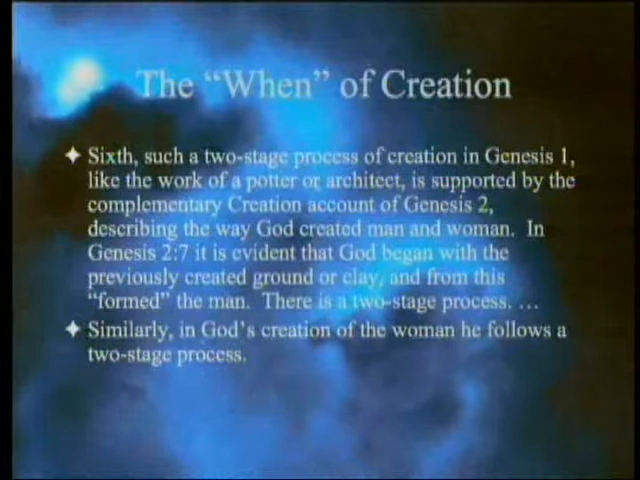 The “When” of Creation
Sixth, such a two-stage process of creation in Genesis 1,
like the work of a potter or architect, is supported by the
complementary Creation account of Genesis 2,
describing the way God created man and woman. In
Genesis 2:7 it is evident that God began with the
previously created ground or clay, and from this
“formed” the man. There is a two-stage process. …
Similarly, in God’s creation of the woman he follows a
two-stage process.